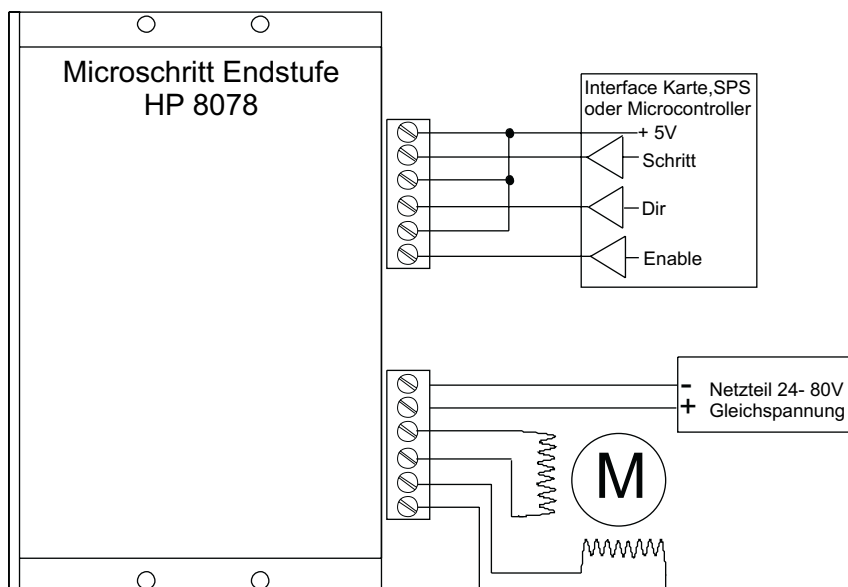 Microschritt Endstufe
HP 8078
Interface Karte,SPS
oder Microcontroller
+ 5V
Schritt
Dir
Enable
- Netzteil 24- 80V
+ Gleichspannung
M